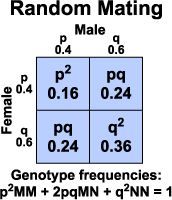 Random Mating
Male
p q
0.4 0.6
Female
p
0.4
q
0.6
p² pq
0.16 0.24
pq q²
0.24 0.36
Genotype frequencies:
p²MM + 2pqMN + q²NN = 1